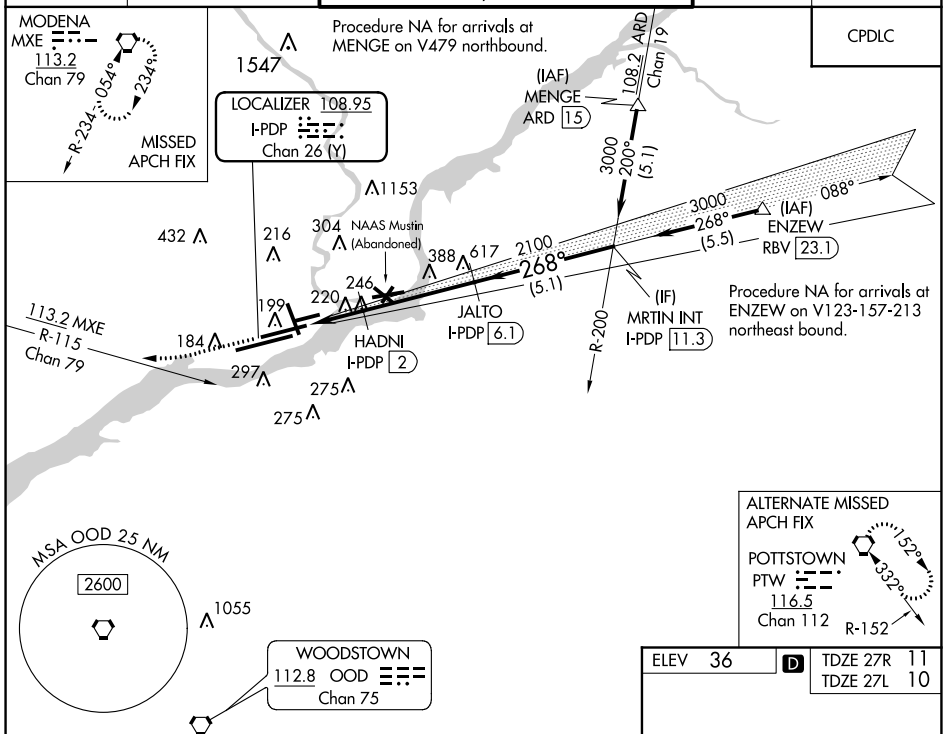 MODENA
MXE
113.2
Chan 79
054°
234°
R-234
MISSED
APCH FIX
1547
Procedure NA for arrivals at
MENGE on V479 northbound.
108.2 ARD
Chan 19
CPDLC
LOCALIZER 108.95
I-PDP
Chan 26 (Y)
(IAF)
MENGE
ARD 15
3000
200°
(5.1)
1153
432
216
304
NAAS Mustin
(Abandoned)
388
617
2100
268°
(5.1)
3000
268°
(5.5)
088°
(IAF)
ENZEW
RBV 23.1
199
220
246
184
297
275
275
HADNI
I-PDP 2
JALTO
I-PDP 6.1
R-200
(IF)
MRTIN INT
I-PDP 11.3
Procedure NA for arrivals at
ENZEW on V123-157-213
northeast bound.
113.2 MXE
R-115
Chan 79
MSA OOD 25 NM
2600
1055
WOODSTOWN
112.8 OOD
Chan 75
ALTERNATE MISSED
APCH FIX
POTTSTOWN
PTW
116.5
Chan 112
152°
332°
R-152
ELEV 36
D
TDZE 27R 11
TDZE 27L 10